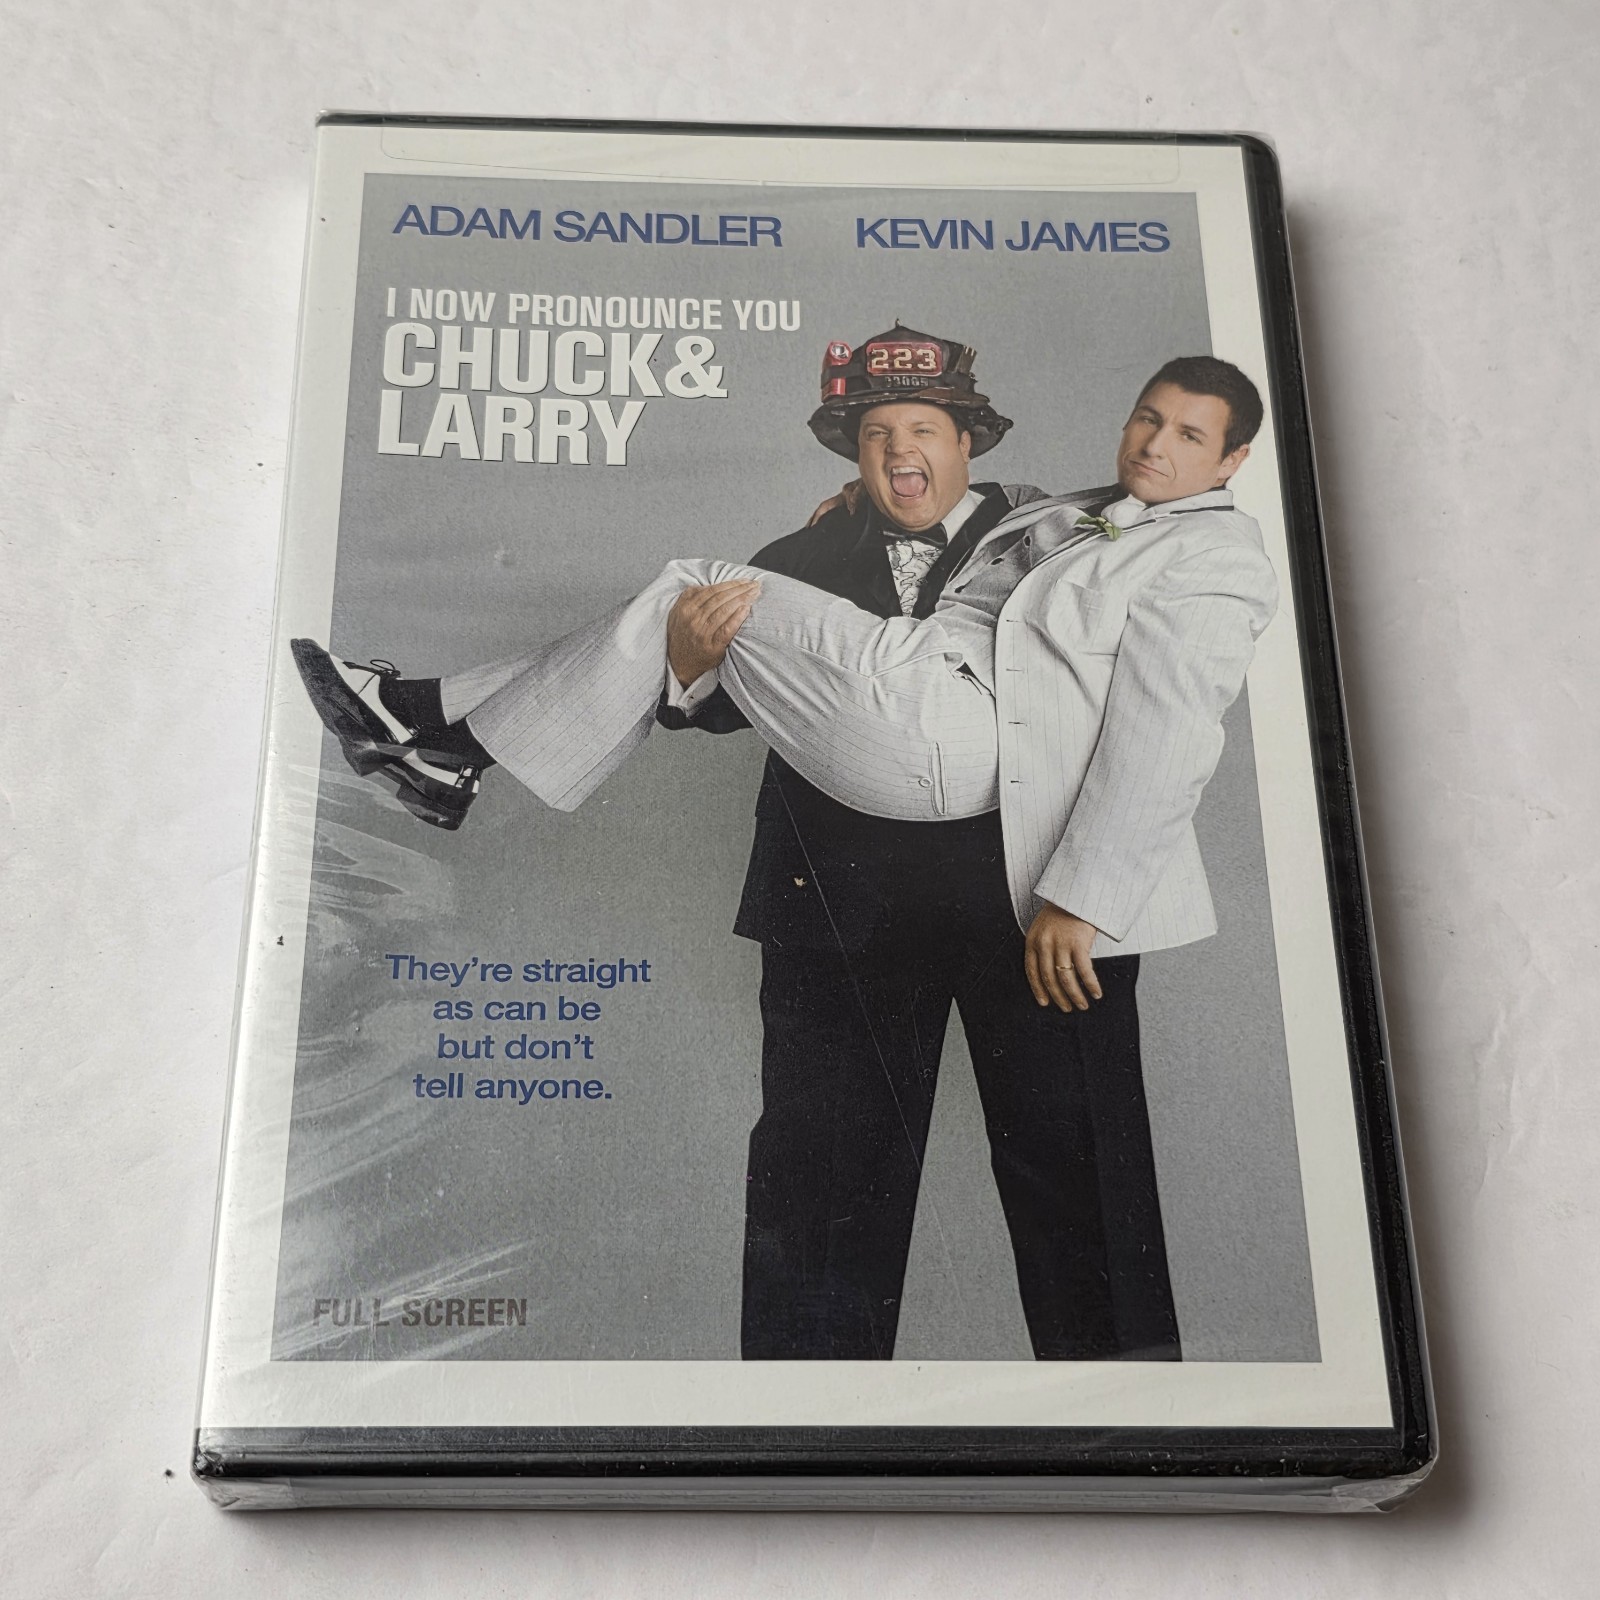 ADAM SANDLER KEVIN JAMES
I NOW PRONOUNCE YOU
CHUCK&
LARRY
223
They're straight
as can be
but don't
tell anyone.
FULL SCREEN